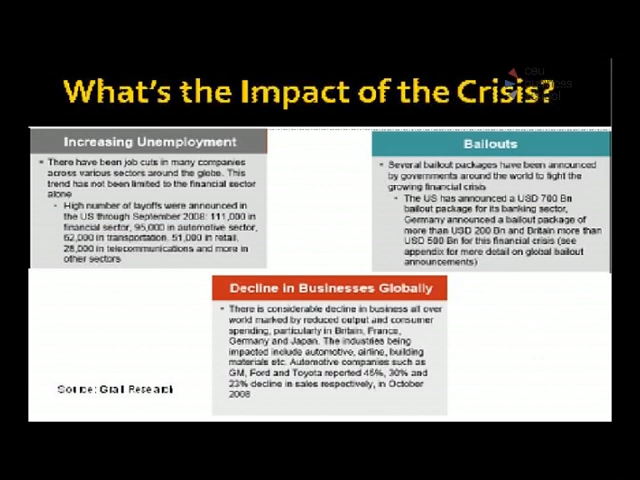 What's the Impact of the Crisis?
ceu
business
school
Increasing Unemployment
• There have been job cuts in many companies
across various sectors around the globe. This
trend has not been limited to the financial sector
alone
• High number of layoffs were announced in
the US through September 2008: 111,000 in
financial sector, 95,000 in automotive sector,
62,000 in transportation, 51,000 in retail,
28,000 in telecommunications and more in
other sectors
Bailouts
• Several bailout packages have been announced
by governments around the world to fight the
growing financial crisis
• The US has announced a USD 700 Bn
bailout package for its banking sector,
Germany announced a bailout package of
more than USD 200 Bn and Britain more than
USD 500 Bn for this financial crisis (see
appendix for more detail on global bailout
announcements)
Decline in Businesses Globally
• There is considerable decline in business all over
world marked by reduced output and consumer
spending, particularly in Britain, France,
Germany and Japan. The industries being
impacted include automotive, airline, building
materials etc. Automotive companies such as
GM, Ford and Toyota reported 45%, 30% and
23% decline in sales respectively, in October
2008
Source: Grail Research